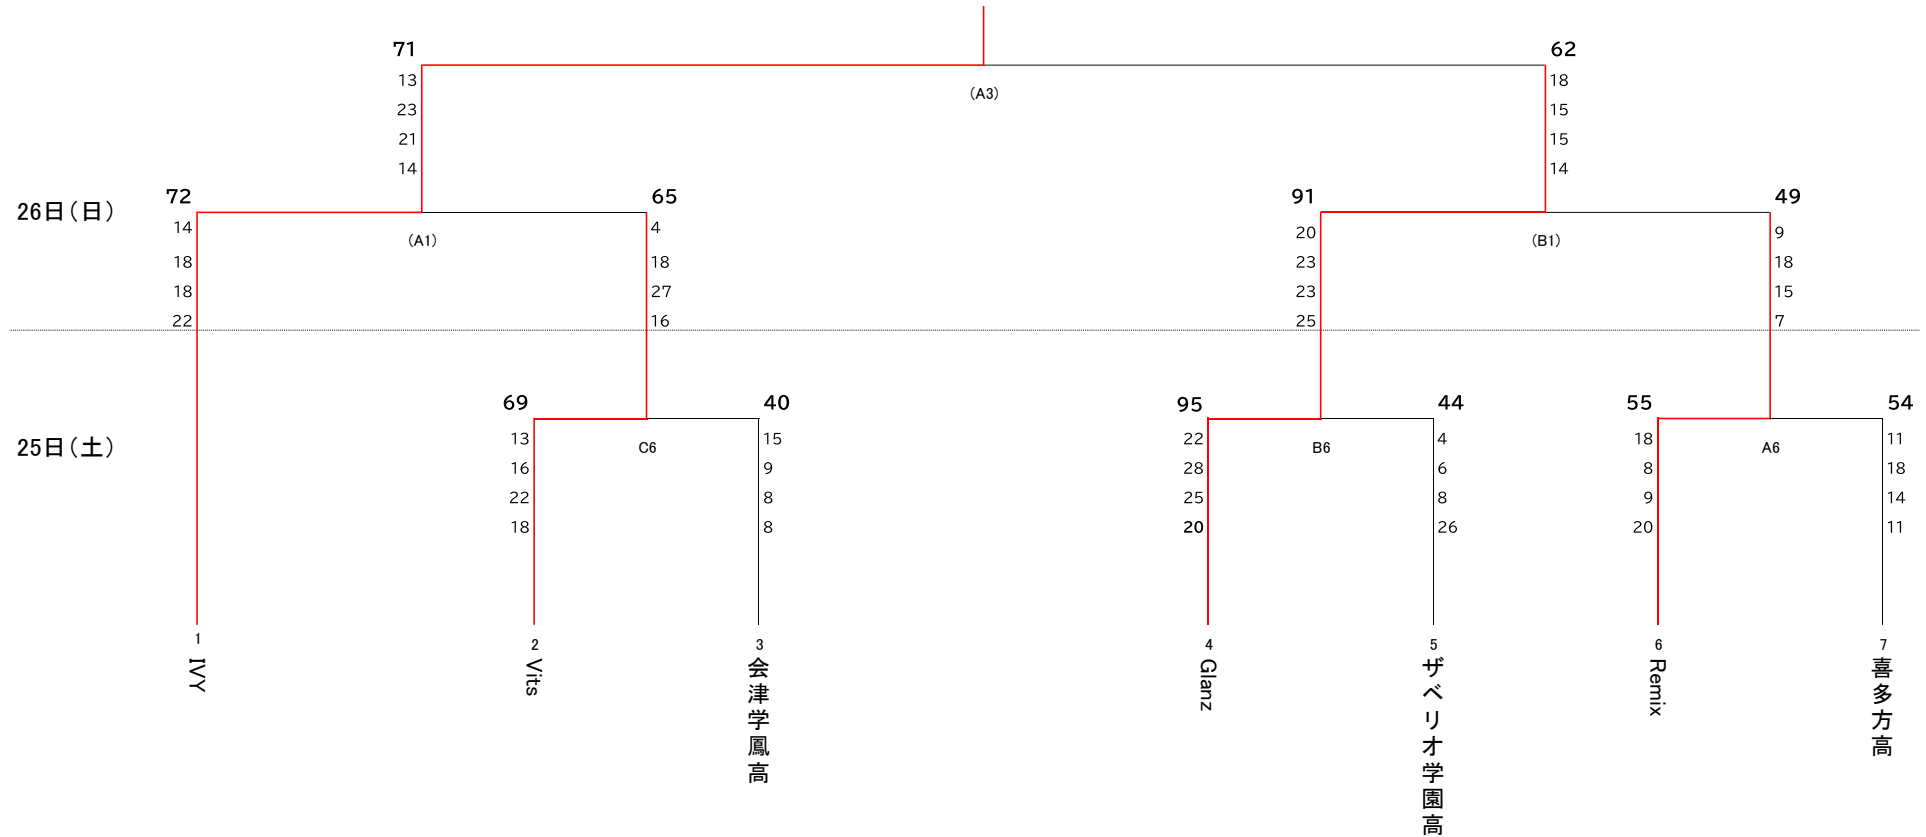 71 62
13 18
(A3)
23 15
21 15
14 14
72 65 91 49
26日(日)
14 4 20 9
(A1) (B1)
18 18 23 18
18 27 23 15
22 16 25 7
69 40 95 44 55 54
25日(土)
13 15 22 4 18 11
C6 B6 A6
16 9 28 6 8 18
22 8 25 8 9 14
18 8 20 26 20 11
1 2 3 4 5 6 7
IVY
Vits
会津学鳳高
Glanz
ザベリオ学園高
Remix
喜多方高